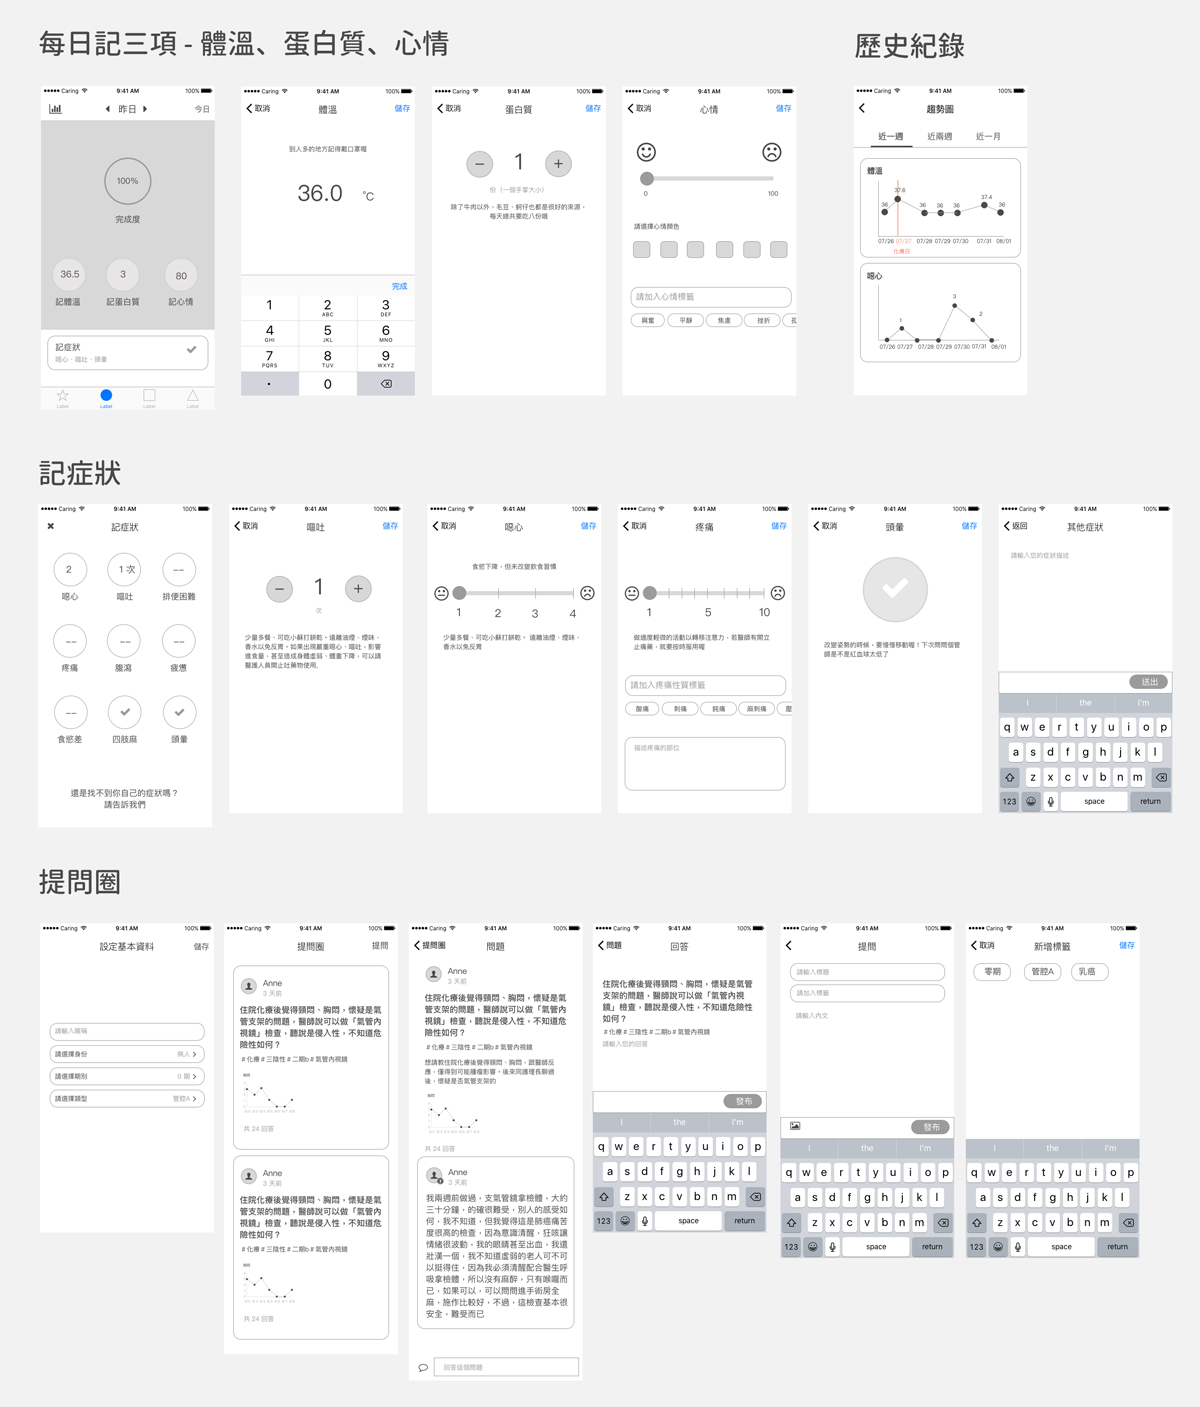 每日記三項 - 體溫、蛋白質、心情
歷史紀錄
●●●●● Caring 9:41 AM 100%
昨日 今日
100%
完成度
36.5 3 80
記體溫 記蛋白質 記心情
記症狀
噁心、嘔吐、頭暈
Label Label Label Label
●●●●● Caring 9:41 AM 100%
取消 體溫 儲存
到人多的地方記得戴口罩喔
36.0 °C
完成
1 2 3
ABC DEF
4 5 6
GHI JKL MNO
7 8 9
PQRS TUV WXYZ
. 0
●●●●● Caring 9:41 AM 100%
取消 蛋白質 儲存
− 1 +
份（一個手掌大小）
除了牛肉以外，毛豆、蚵仔也都是很好的來源，
每天總共要吃八份哦
●●●●● Caring 9:41 AM 100%
取消 心情 儲存
0 100
請選擇心情顏色
請加入心情標籤
興奮 平靜 焦慮 挫折
●●●●● Caring 9:41 AM 100%
趨勢圖
近一週 近兩週 近一月
體溫
36 37.8 36 36 36 37.4 36
07/26 07/27 07/28 07/29 07/30 07/31 08/01
化療日
噁心
1 3 2
07/26 07/27 07/28 07/29 07/30 07/31 08/01
記症狀
●●●●● Caring 9:41 AM 100%
記症狀
2 1 次 --
噁心 嘔吐 排便困難
-- -- --
疼痛 腹瀉 疲憊
--
食慾差 四肢麻 頭暈
還是找不到你自己的症狀嗎？
請告訴我們
●●●●● Caring 9:41 AM 100%
取消 嘔吐 儲存
− 1 +
次
少量多餐、可吃小蘇打餅乾。遠離油煙、煙味、
香水以免反胃。如果出現嚴重噁心、嘔吐，影響
進食量，甚至造成身體虛弱、體重下降，可以請
醫護人員開止吐藥物使用。
●●●●● Caring 9:41 AM 100%
取消 噁心 儲存
食慾下降，但未改變飲食習慣
1 2 3 4
少量多餐、可吃小蘇打餅乾。 遠離油煙、煙味、
香水以免反胃
●●●●● Caring 9:41 AM 100%
取消 疼痛 儲存
1 5 10
做過度輕微的活動以轉移注意力，若醫師有開立
止痛藥，就要按時服用喔
請加入疼痛性質標籤
酸痛 刺痛 鈍痛 麻刺痛
描述疼痛的部位
●●●●● Caring 9:41 AM 100%
取消 頭暈 儲存
改變姿勢的時候，要慢慢移動喔！下次問問個管
師是不是紅血球太低了
●●●●● Caring 9:41 AM 100%
返回 其他症狀
請輸入您的症狀描述
送出
I the I'm
q w e r t y u i o p
a s d f g h j k l
z x c v b n m
123 space return
提問圈
●●●●● Caring 9:41 AM 100%
設定基本資料 儲存
請輸入暱稱
請選擇身份 病人
請選擇期別 0 期
請選擇類型 管腔A
●●●●● Caring 9:41 AM 100%
提問圈 提問
Anne
3 天前
住院化療後覺得頸悶、胸悶，懷疑是氣
管支架的問題，醫師說可以做「氣管內
視鏡」檢查，聽說是侵入性，不知道危
險性如何？
# 化療 # 三陰性 # 二期b # 氣管內視鏡
共 24 回答
Anne
3 天前
住院化療後覺得頸悶、胸悶，懷疑是氣
管支架的問題，醫師說可以做「氣管內
視鏡」檢查，聽說是侵入性，不知道危
險性如何？
# 化療 # 三陰性 # 二期b # 氣管內視鏡
共 24 回答
●●●●● Caring 9:41 AM 100%
提問圈 問題
Anne
3 天前
住院化療後覺得頸悶、胸悶，懷疑是氣
管支架的問題，醫師說可以做「氣管內
視鏡」檢查，聽說是侵入性，不知道危
險性如何？
# 化療 # 三陰性 # 二期b # 氣管內視鏡
想請教住院化療後覺得頸悶、胸悶，跟醫師反
應，僅得到可能腫瘤影響，後來同護理長聊過
後，懷疑是否氣管支架的
共 24 回答
Anne
3 天前
我兩週前做過，支氣管鏡拿檢體，大約
三十分鐘，的確很難受，別人的感受如
何，我不知道，但我覺得這是肺癌痛苦
度很高的檢查，因為意識清醒，狂咳讓
情緒很波動，我的眼睛甚至出血，我還
壯漢一個，我不知道虛弱的老人可不可
以挺得住，因為我必須清醒配合醫生呼
吸拿檢體，所以沒有麻醉，只有喉嚨而
已，如果可以，可以問問進手術房全
麻，施作比較好，不過，這檢查基本很
安全，難受而已
回答這個問題
●●●●● Caring 9:41 AM 100%
問題 回答
住院化療後覺得頸悶、胸悶，懷疑是氣管
支架的問題，醫師說可以做「氣管內視
鏡」檢查，聽說是侵入性，不知道危險性
如何？
# 化療 # 三陰性 # 二期b # 氣管內視鏡
請輸入您的回答
發布
I the I'm
q w e r t y u i o p
a s d f g h j k l
z x c v b n m
123 space return
●●●●● Caring 9:41 AM 100%
提問
請輸入標題
請加入標籤
請輸入內文
發布
I the I'm
q w e r t y u i o p
a s d f g h j k l
z x c v b n m
123 space return
●●●●● Caring 9:41 AM 100%
取消 新增標籤 儲存
零期 管腔A 乳癌
I the I'm
q w e r t y u i o p
a s d f g h j k l
z x c v b n m
123 space return